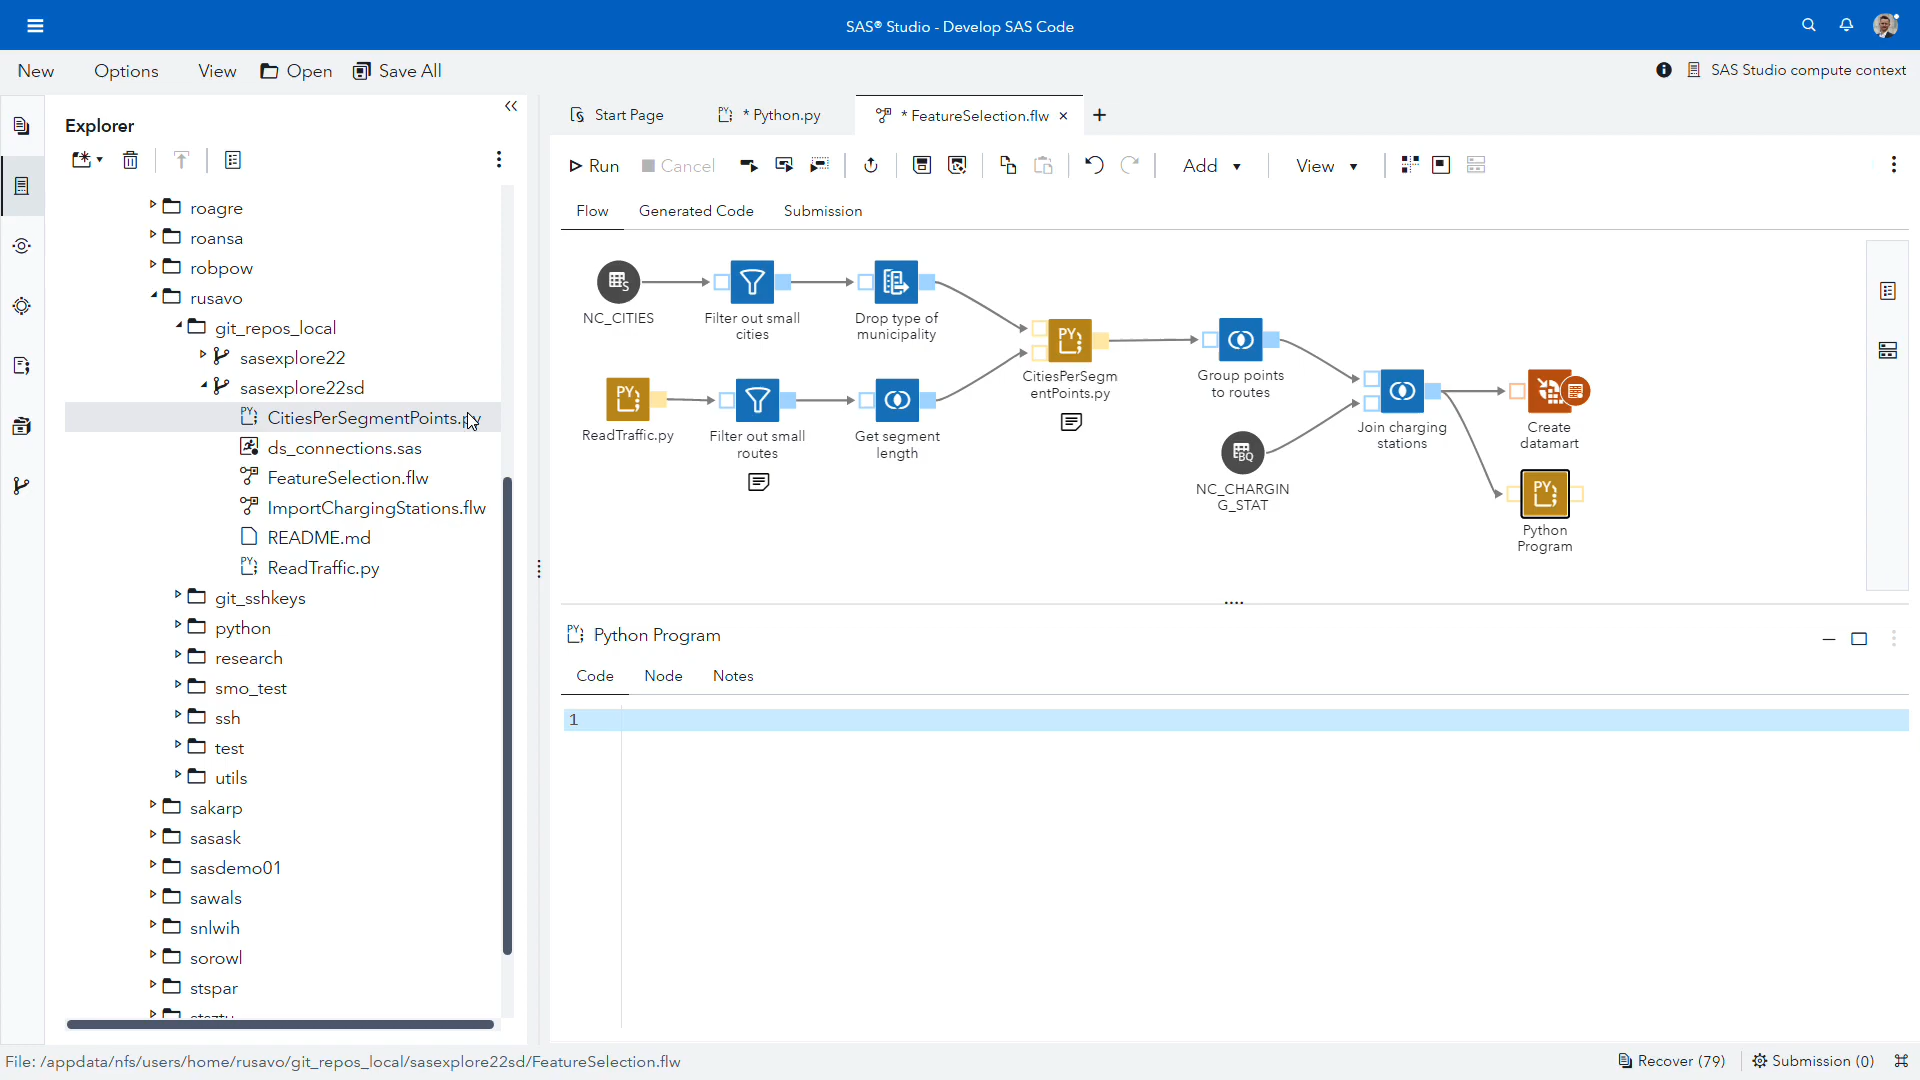 SAS® Studio - Develop SAS Code
New Options View Open Save All
SAS Studio compute context
Explorer
roagre
roansa
robpow
rusavo
git_repos_local
sasexplore22
sasexplore22sd
CitiesPerSegmentPoints.py
ds_connections.sas
FeatureSelection.flw
ImportChargingStations.flw
README.md
ReadTraffic.py
git_sshkeys
python
research
smo_test
ssh
test
utils
sakarp
sasask
sasdemo01
sawals
snlwih
sorowl
stspar
Start Page
* Python.py
* FeatureSelection.flw
Run
Cancel
Add
View
Flow
Generated Code
Submission
NC_CITIES
Filter out small
cities
Drop type of
municipality
ReadTraffic.py
Filter out small
routes
Get segment
length
CitiesPerSegm
entPoints.py
Group points
to routes
NC_CHARGIN
G_STAT
Join charging
stations
Create
datamart
Python
Program
Python Program
Code
Node
Notes
1
File: /appdata/nfs/users/home/rusavo/git_repos_local/sasexplore22sd/FeatureSelection.flw
Recover (79)
Submission (0)